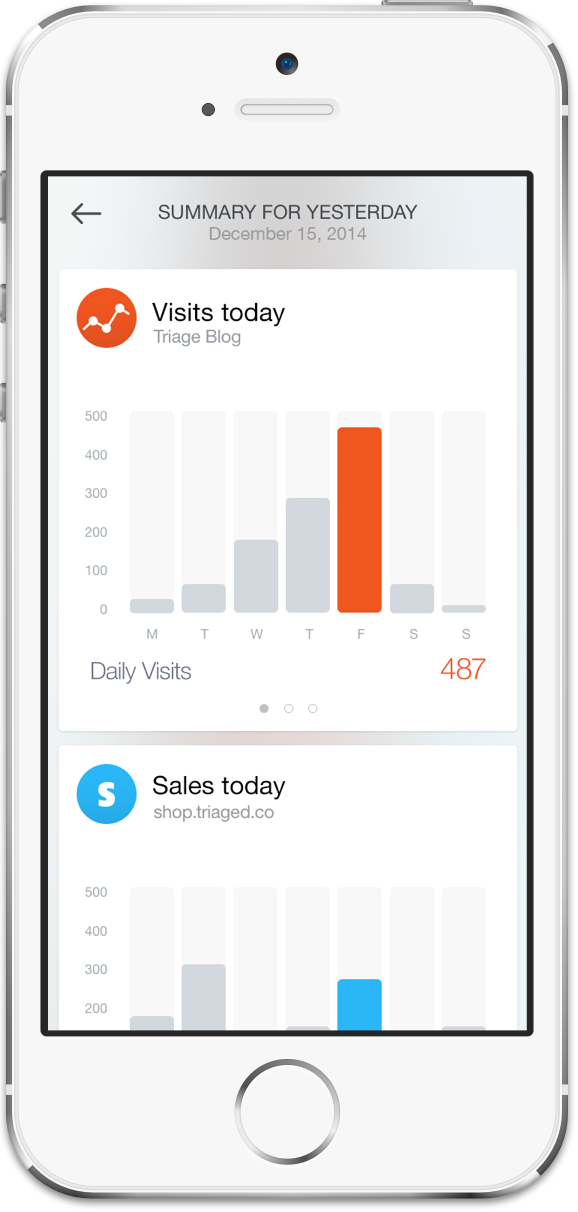 SUMMARY FOR YESTERDAY
December 15, 2014
Visits today
Triage Blog
500
400
300
200
100
0
M T W T F S S
Daily Visits 487
S
Sales today
shop.triaged.co
500
400
300
200